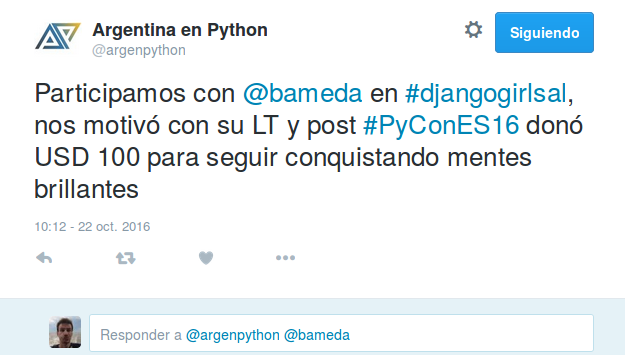 Argentina en Python
@argenpython
Siguiendo
Participamos con @bameda en #djangogirlsal,
nos motivó con su LT y post #PyConES16 donó
USD 100 para seguir conquistando mentes
brillantes
10:12 - 22 oct. 2016
Responder a @argenpython @bameda